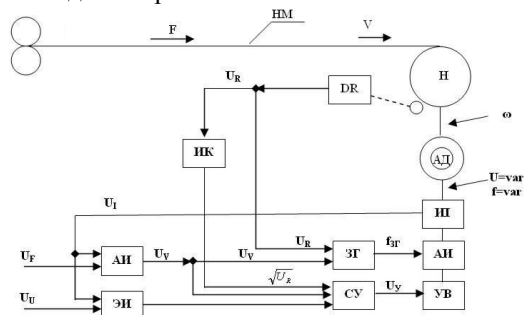 НМ
F
V
U_R
DR
Н
ω
ИК
АД
U=var
f=var
U_I
ИП
U_R
f_ЗГ
U_F
АИ
U_V
U_V
ЗГ
АИ
√U_R
U_U
ЭИ
СУ
U_У
УВ